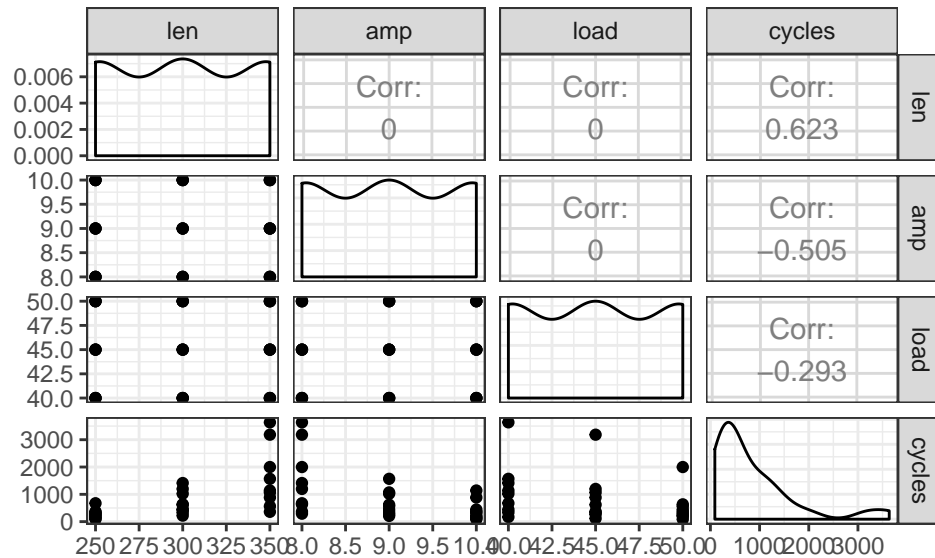 len amp load cycles
0.006
0.004
0.002
0.000
Corr:
0
Corr:
0
Corr:
0.623
len
10.0
9.5
9.0
8.5
8.0
Corr:
0
Corr:
−0.505
amp
50.0
47.5
45.0
42.5
40.0
Corr:
−0.293
load
3000
2000
1000
0
cycles
250 275 300 325 350 8.0 8.5 9.0 9.5 10.0 40.0 42.5 45.0 47.5 50.0 0 1000 2000 3000